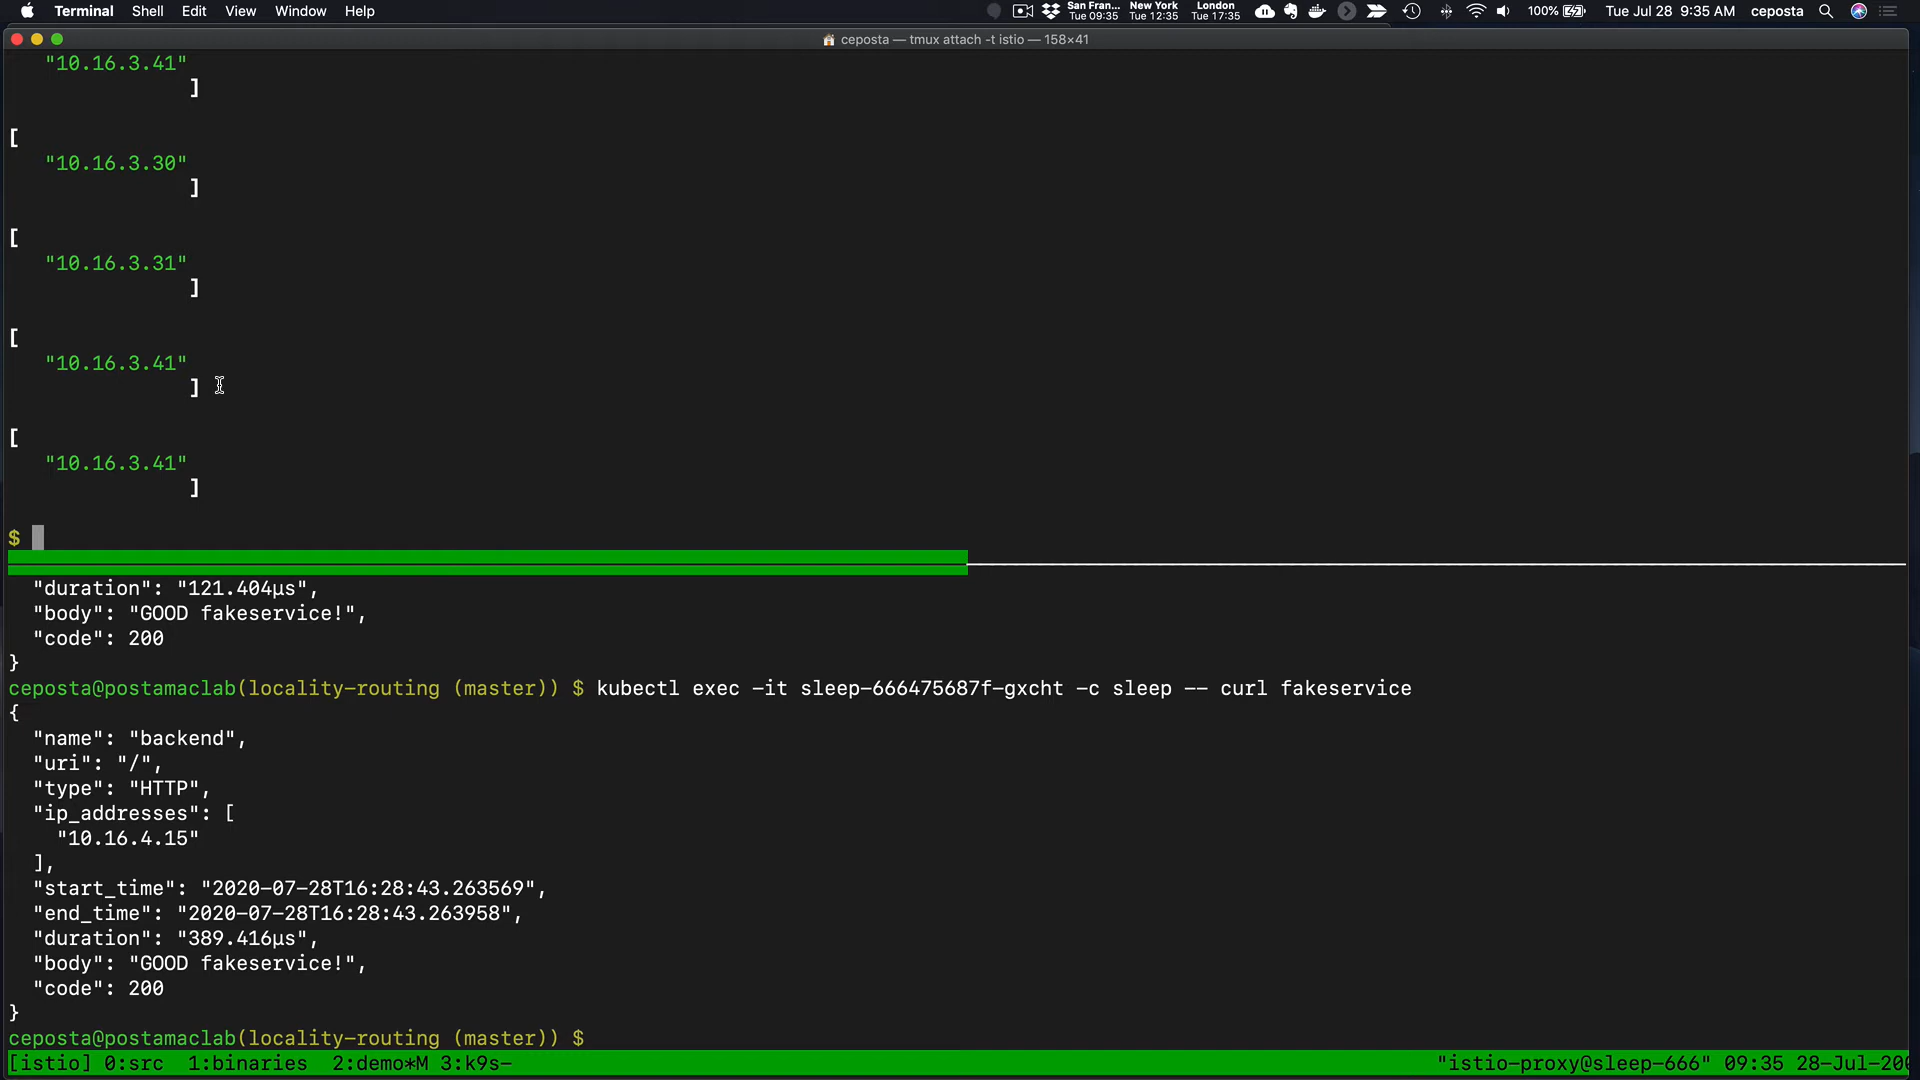 Terminal Shell Edit View Window Help San Fran... Tue 09:35 New York Tue 12:35 London Tue 17:35 100% Tue Jul 28 9:35 AM ceposta
ceposta — tmux attach -t istio — 158×41
"10.16.3.41"
]
[
"10.16.3.30"
]
[
"10.16.3.31"
]
[
"10.16.3.41"
]
[
"10.16.3.41"
]
$
"duration": "121.404µs",
"body": "GOOD fakeservice!",
"code": 200
}
ceposta@postamaclab(locality-routing (master)) $ kubectl exec -it sleep-666475687f-gxcht -c sleep -- curl fakeservice
{
"name": "backend",
"uri": "/",
"type": "HTTP",
"ip_addresses": [
"10.16.4.15"
],
"start_time": "2020-07-28T16:28:43.263569",
"end_time": "2020-07-28T16:28:43.263958",
"duration": "389.416µs",
"body": "GOOD fakeservice!",
"code": 200
}
ceposta@postamaclab(locality-routing (master)) $
[istio] 0:src 1:binaries 2:demo*M 3:k9s- "istio-proxy@sleep-666" 09:35 28-Jul-20